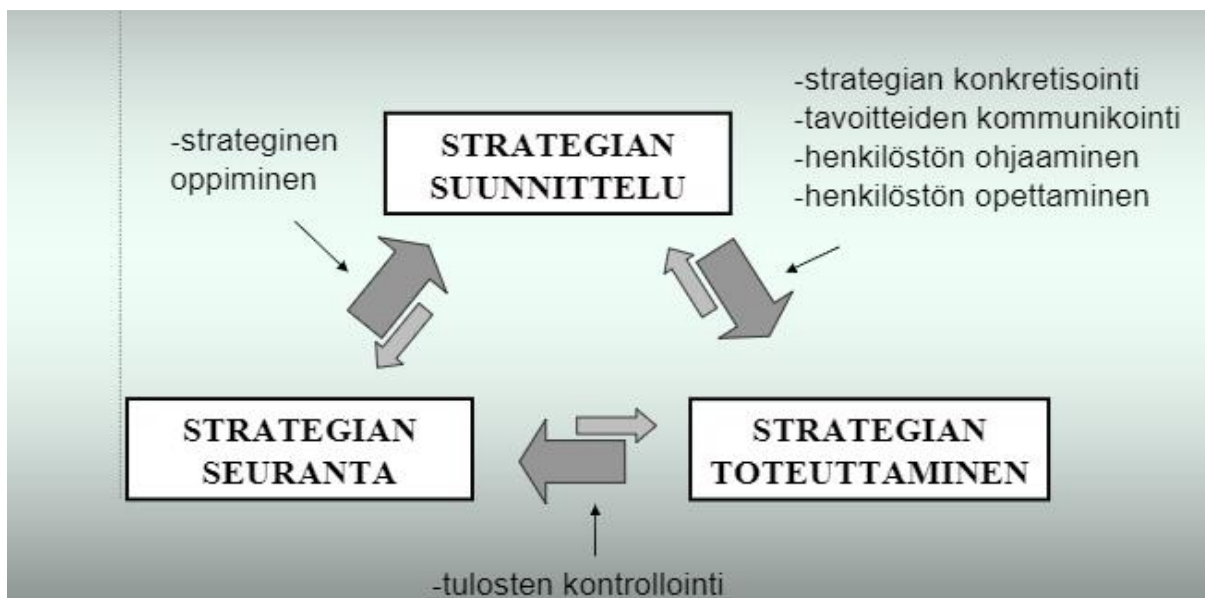 -strateginen
oppiminen
STRATEGIAN
SUUNNITTELU
-strategian konkretisointi
-tavoitteiden kommunikointi
-henkilöstön ohjaaminen
-henkilöstön opettaminen
STRATEGIAN
SEURANTA
STRATEGIAN
TOTEUTTAMINEN
-tulosten kontrollointi